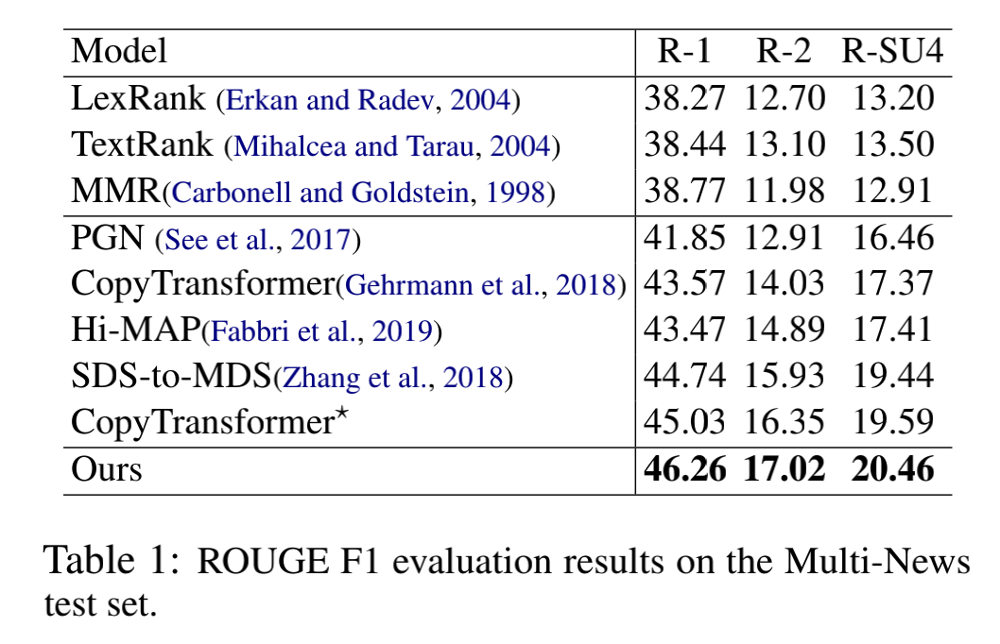 Model R-1 R-2 R-SU4
LexRank (Erkan and Radev, 2004) 38.27 12.70 13.20
TextRank (Mihalcea and Tarau, 2004) 38.44 13.10 13.50
MMR(Carbonell and Goldstein, 1998) 38.77 11.98 12.91
PGN (See et al., 2017) 41.85 12.91 16.46
CopyTransformer(Gehrmann et al., 2018) 43.57 14.03 17.37
Hi-MAP(Fabbri et al., 2019) 43.47 14.89 17.41
SDS-to-MDS(Zhang et al., 2018) 44.74 15.93 19.44
CopyTransformer⋆ 45.03 16.35 19.59
Ours 46.26 17.02 20.46
Table 1: ROUGE F1 evaluation results on the Multi-News
test set.